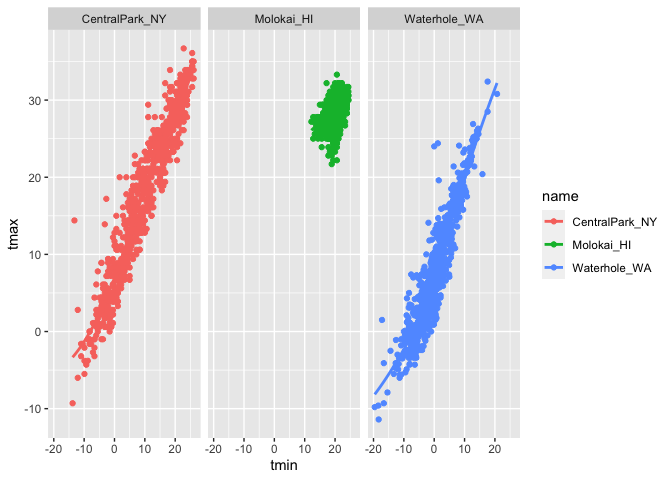 CentralPark_NY
Molokai_HI
Waterhole_WA
tmax
30
20
10
0
-10
-20 -10 0 10 20
-20 -10 0 10 20
-20 -10 0 10 20
tmin
name
CentralPark_NY
Molokai_HI
Waterhole_WA